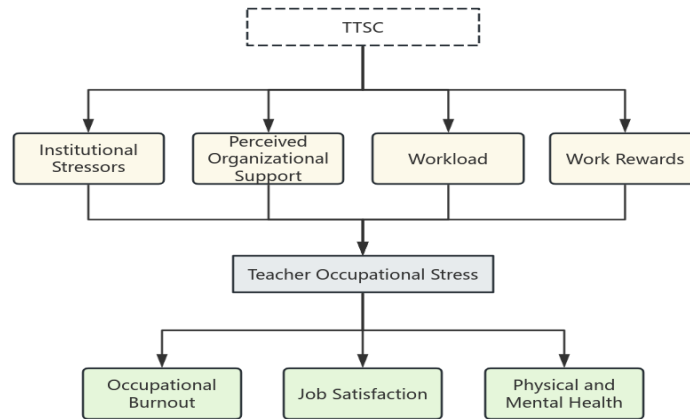 TTSC
Institutional
Stressors
Perceived
Organizational
Support
Workload
Work Rewards
Teacher Occupational Stress
Occupational
Burnout
Job Satisfaction
Physical and
Mental Health